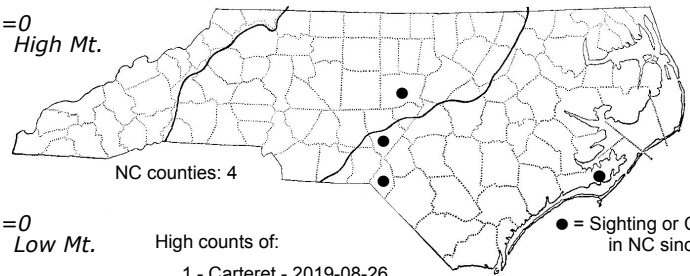 =0
High Mt.
NC counties: 4
=0
Low Mt.
High counts of:
1 - Carteret - 2019-08-26
● = Sighting or
in NC sinc